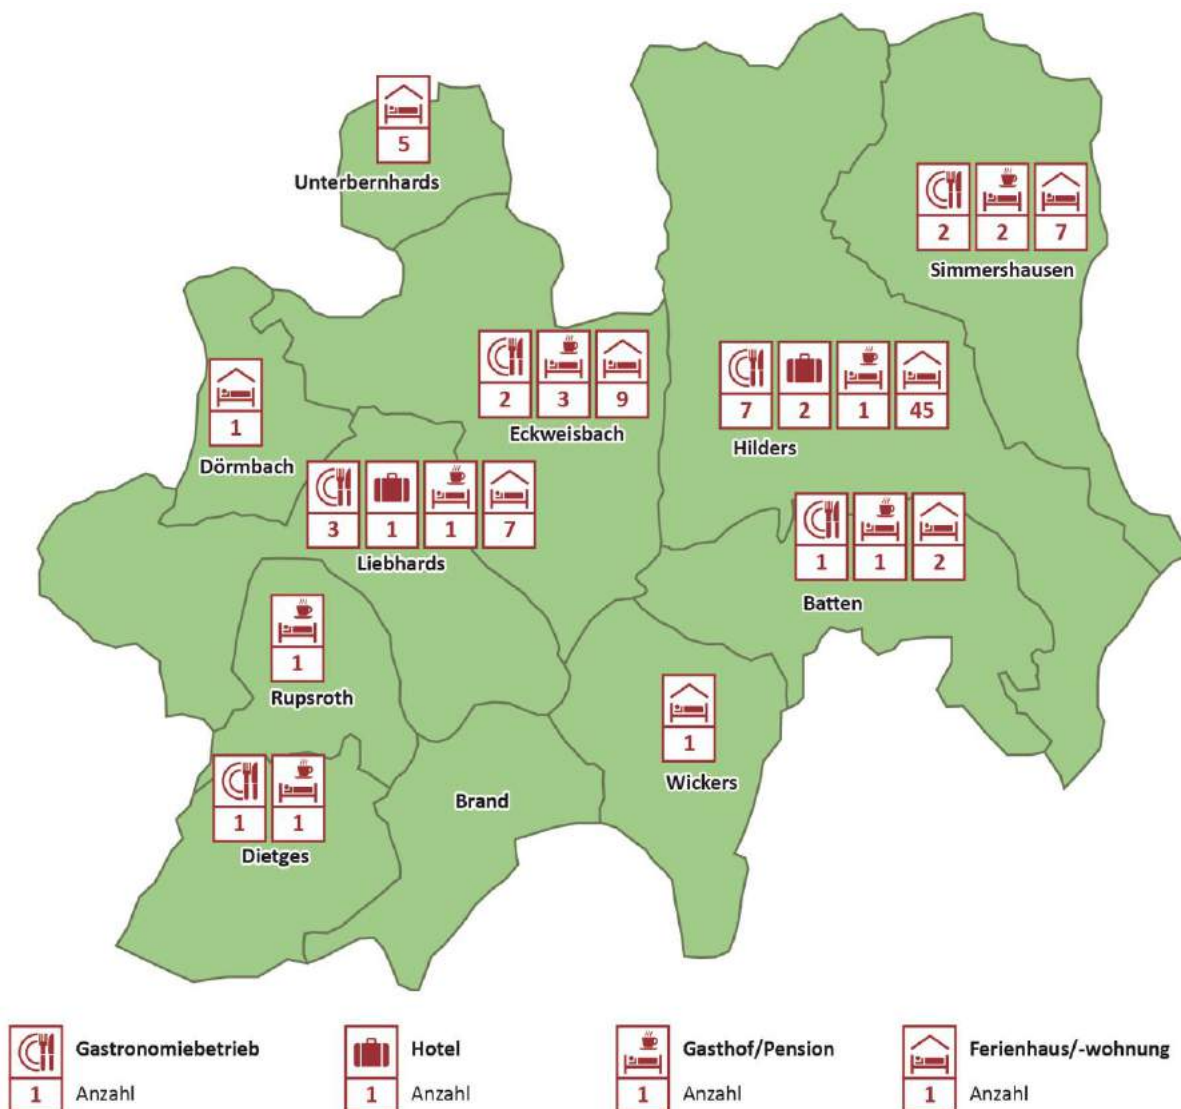 5
Unterbernhards
2 2 7
Simmershausen
2 3 9
Eckweisbach
7 2 1 45
Hilders
1
Dörmbach
3 1 1 7
Liebhards
1 1 2
Batten
1
Rupsroth
1
Wickers
1 1
Dietges
Brand
Gastronomiebetrieb
1 Anzahl
Hotel
1 Anzahl
Gasthof/Pension
1 Anzahl
Ferienhaus/-wohnung
1 Anzahl